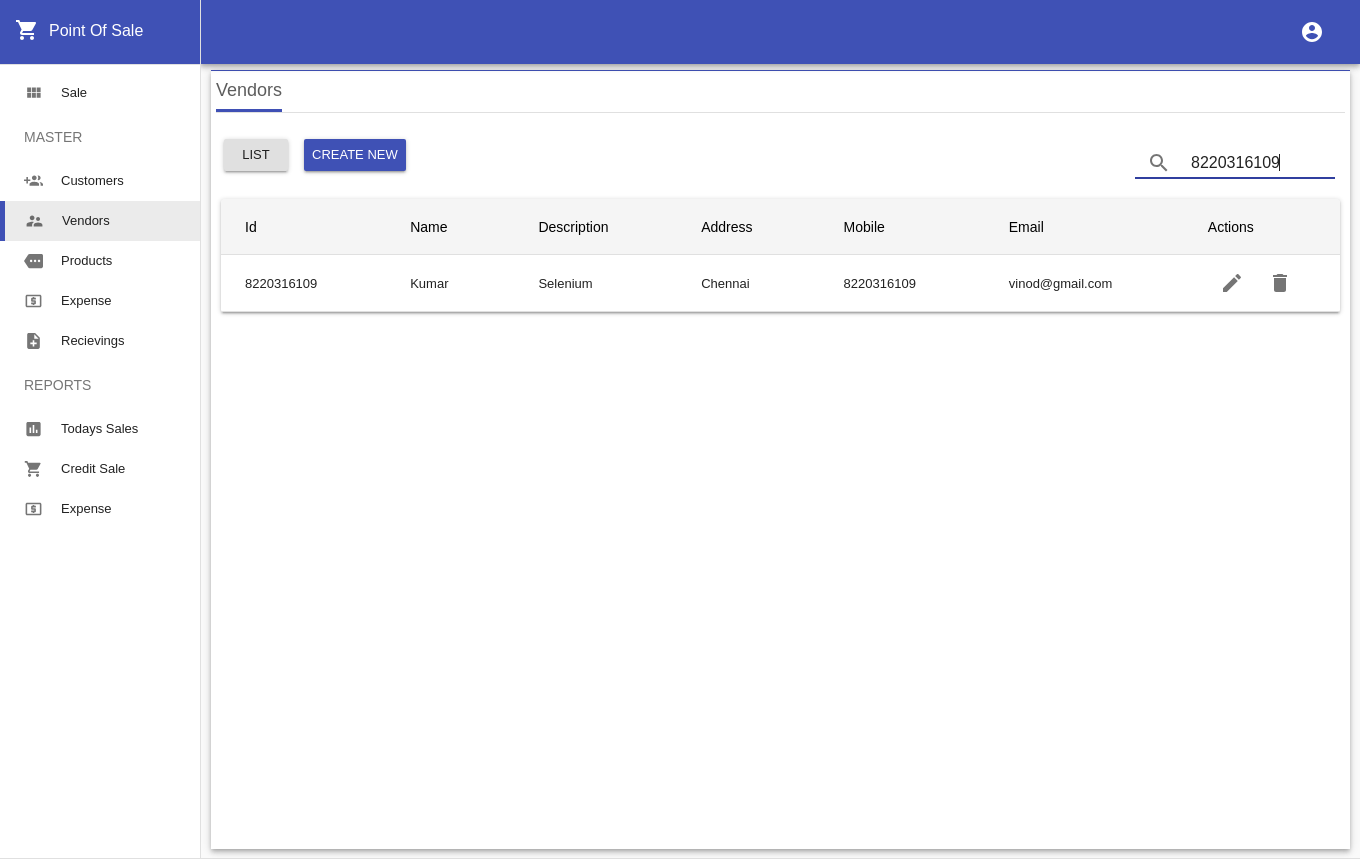 Point Of Sale
Sale
MASTER
Customers
Vendors
Products
Expense
Recievings
REPORTS
Todays Sales
Credit Sale
Expense
Vendors
LIST CREATE NEW 8220316109
Id Name Description Address Mobile Email Actions
8220316109 Kumar Selenium Chennai 8220316109 vinod@gmail.com